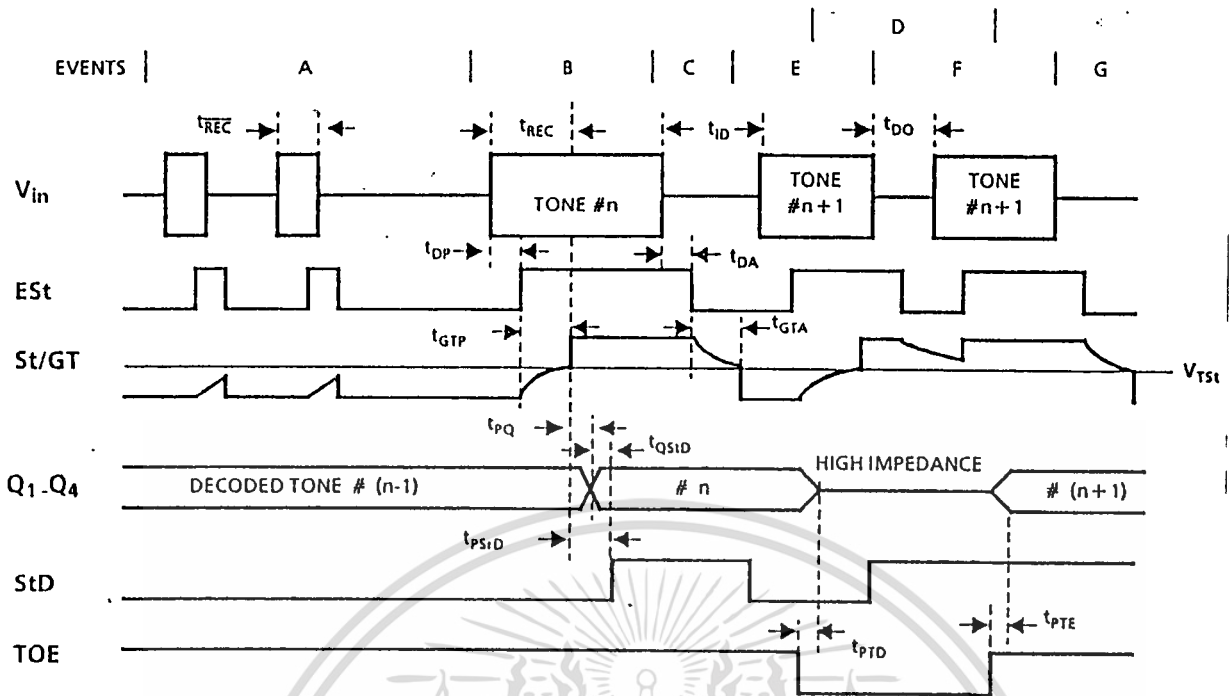 D
EVENTS A B C E F G
tREC tREC tID tDO
Vin
TONE #n
TONE #n+1
TONE #n+1
tDP tDA
ESt
tGTP tGTA
St/GT
VTSt
tPQ tQStD
Q1-Q4
DECODED TONE # (n-1)
# n
HIGH IMPEDANCE
# (n+1)
tPStD
StD
tPTD tPTE
TOE